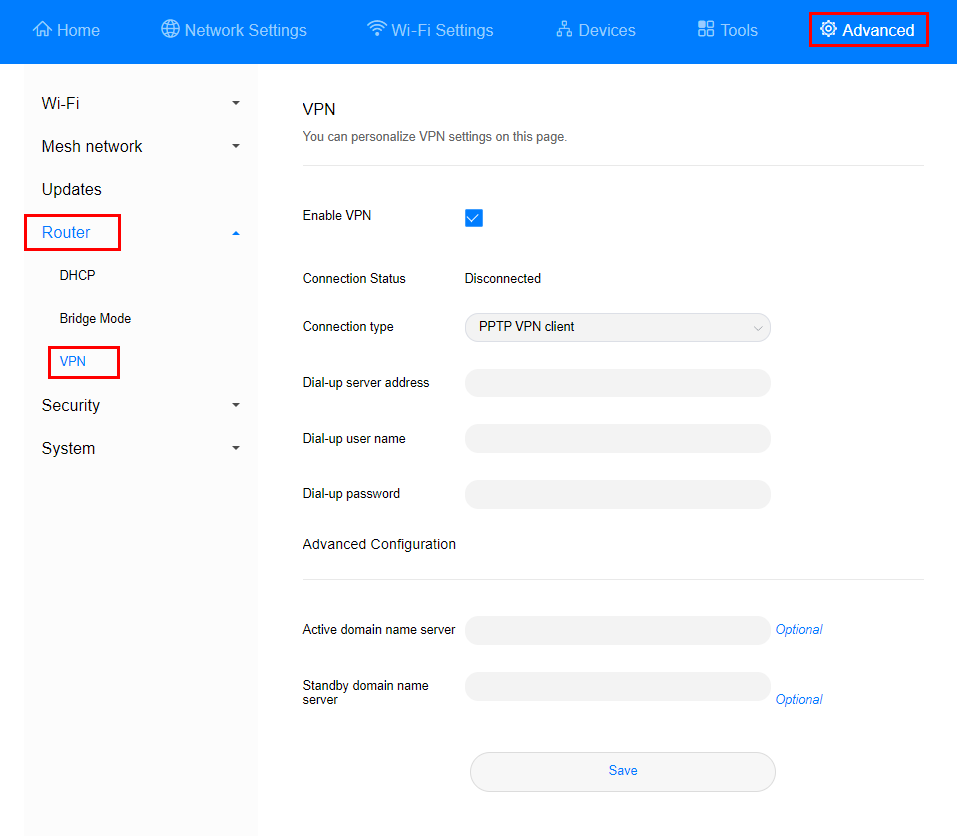 Home Network Settings Wi-Fi Settings Devices Tools Advanced
Wi-Fi
Mesh network
Updates
Router
DHCP
Bridge Mode
VPN
Security
System
VPN
You can personalize VPN settings on this page.
Enable VPN
Connection Status Disconnected
Connection type PPTP VPN client
Dial-up server address
Dial-up user name
Dial-up password
Advanced Configuration
Active domain name server Optional
Standby domain name
server Optional
Save